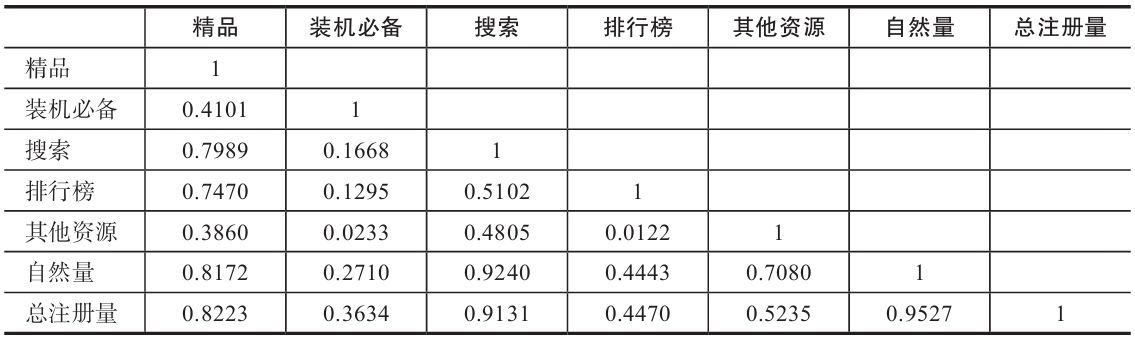 精品 装机必备 搜索 排行榜 其他资源 自然量 总注册量
精品 1
装机必备 0.4101 1
搜索 0.7989 0.1668 1
排行榜 0.7470 0.1295 0.5102 1
其他资源 0.3860 0.0233 0.4805 0.0122 1
自然量 0.8172 0.2710 0.9240 0.4443 0.7080 1
总注册量 0.8223 0.3634 0.9131 0.4470 0.5235 0.9527 1